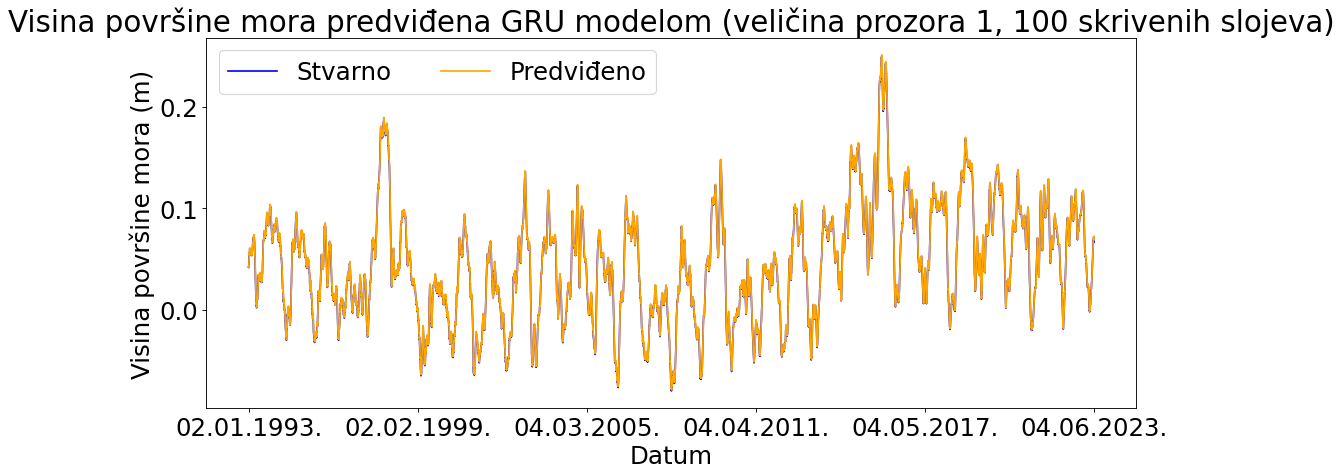 Visina površine mora predviđena GRU modelom (veličina prozora 1, 100 skrivenih slojeva)
Stvarno
Predviđeno
Visina površine mora (m)
0.2
0.1
0.0
02.01.1993.
02.02.1999.
04.03.2005.
04.04.2011.
04.05.2017.
04.06.2023.
Datum